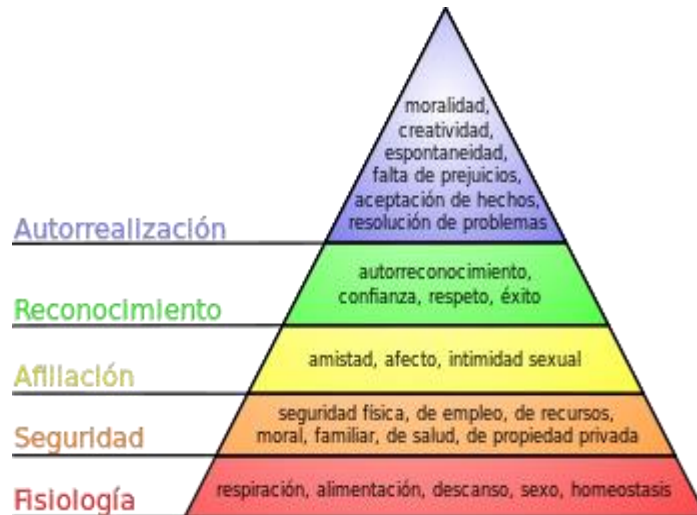 moralidad,
creatividad,
espontaneidad,
falta de prejuicios,
aceptación de hechos,
resolución de problemas
Autorrealización
autorreconocimiento,
confianza, respeto, éxito
Reconocimiento
amistad, afecto, intimidad sexual
Afiliación
seguridad física, de empleo, de recursos,
moral, familiar, de salud, de propiedad privada
Seguridad
respiración, alimentación, descanso, sexo, homeostasis
Fisiología